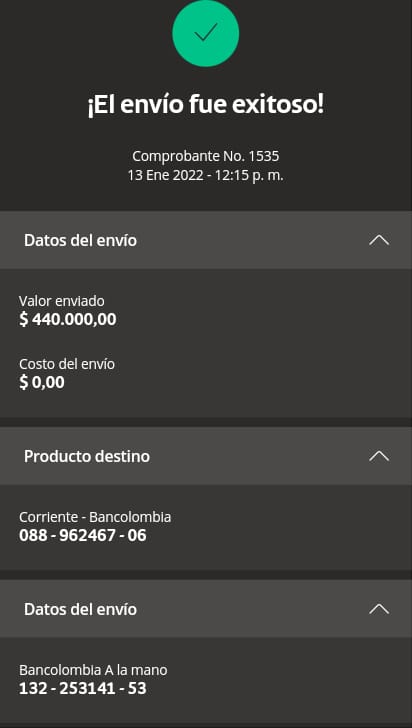 ¡El envío fue exitoso!
Comprobante No. 1535
13 Ene 2022 - 12:15 p. m.
Datos del envío
Valor enviado
$ 440.000,00
Costo del envío
$ 0,00
Producto destino
Corriente - Bancolombia
088 - 962467 - 06
Datos del envío
Bancolombia A la mano
132 - 253141 - 53